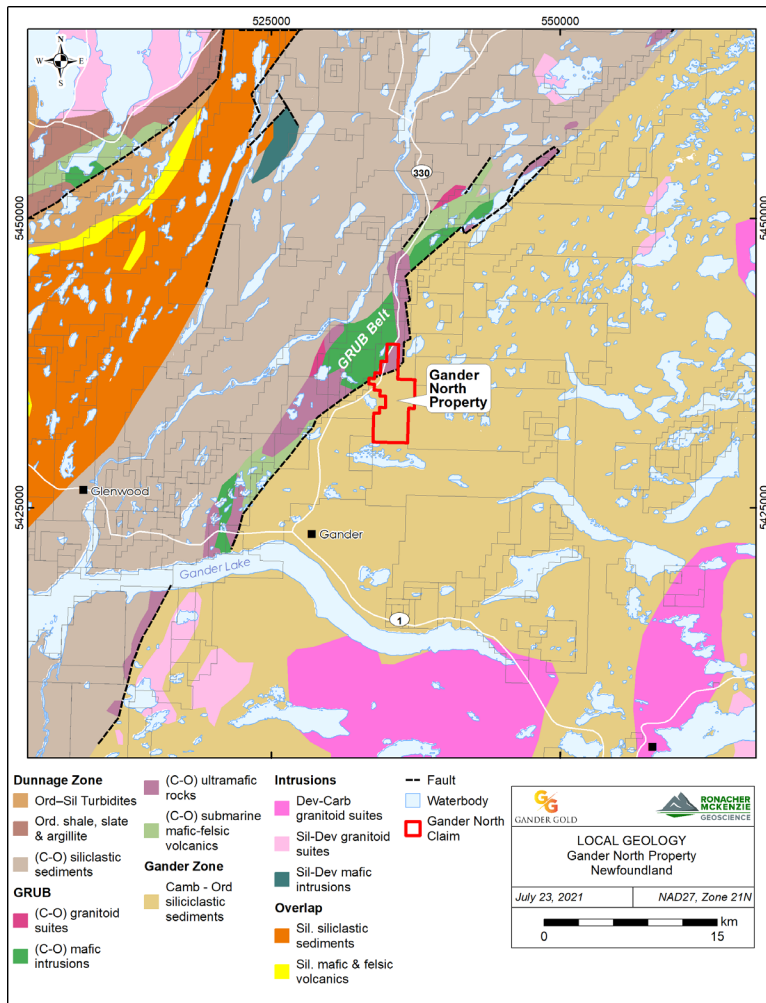 525000
550000
N
W
E
S
330
5450000
5450000
GRUB Belt
Gander
North
Property
Glenwood
5425000
5425000
Gander
Gander Lake
1
Dunnage Zone
Ord–Sil Turbidites
Ord. shale, slate
& argillite
(C-O) siliclastic
sediments
GRUB
(C-O) granitoid
suites
(C-O) mafic
intrusions
(C-O) ultramafic
rocks
(C-O) submarine
mafic-felsic
volcanics
Gander Zone
Camb - Ord
siliciclastic
sediments
Intrusions
Dev-Carb
granitoid suites
Sil-Dev granitoid
suites
Sil-Dev mafic
intrusions
Overlap
Sil. siliclastic
sediments
Sil. mafic & felsic
volcanics
Fault
Waterbody
Gander North
Claim
GG
GANDER GOLD
RONACHER
MCKENZIE
GEOSCIENCE
LOCAL GEOLOGY
Gander North Property
Newfoundland
July 23, 2021
NAD27, Zone 21N
km
0
15